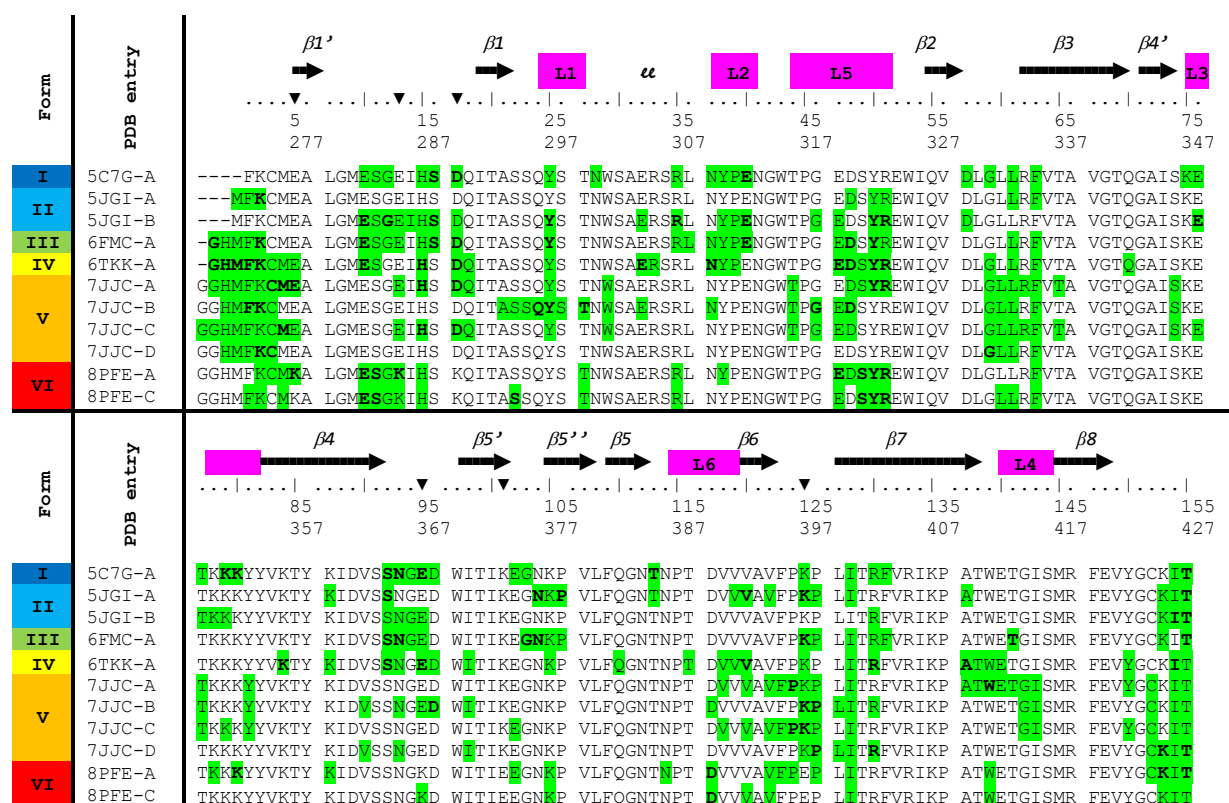 β1’ β1 β2 β3 β4’
L1 α L2 L5 L3
Form PDB entry
5 15 25 35 45 55 65 75
277 287 297 307 317 327 337 347
I 5C7G-A ----FKCMEA LGMESGEIHS DQITASSQYS TNWSAERSRL NYPENGWTPG EDSYREWIQV DLGLLRFVTA VGTQGAISKE
II 5JGI-A ---MFKCMEA LGMESGEIHS DQITASSQYS TNWSAERSRL NYPENGWTPG EDSYREWIQV DLGLLRFVTA VGTQGAISKE
5JGI-B ---MFKCMEA LGMESGEIHS DQITASSQYS TNWSAERSRL NYPENGWTPG EDSYREWIQV DLGLLRFVTA VGTQGAISKE
III 6FMC-A -GHMFKCMEA LGMESGEIHS DQITASSQYS TNWSAERSRL NYPENGWTPG EDSYREWIQV DLGLLRFVTA VGTQGAISKE
IV 6TKK-A -GHMFKCMEA LGMESGEIHS DQITASSQYS TNWSAERSRL NYPENGWTPG EDSYREWIQV DLGLLRFVTA VGTQGAISKE
V 7JJC-A GGHMFKCMEA LGMESGEIHS DQITASSQYS TNWSAERSRL NYPENGWTPG EDSYREWIQV DLGLLRFVTA VGTQGAISKE
7JJC-B GGHMFKCMEA LGMESGEIHS DQITASSQYS TNWSAERSRL NYPENGWTPG EDSYREWIQV DLGLLRFVTA VGTQGAISKE
7JJC-C GGHMFKCMEA LGMESGEIHS DQITASSQYS TNWSAERSRL NYPENGWTPG EDSYREWIQV DLGLLRFVTA VGTQGAISKE
7JJC-D GGHMFKCMEA LGMESGEIHS DQITASSQYS TNWSAERSRL NYPENGWTPG EDSYREWIQV DLGLLRFVTA VGTQGAISKE
VI 8PFE-A GGHMFKCMKA LGMESGKIHS KQITASSQYS TNWSAERSRL NYPENGWTPG EDSYREWIQV DLGLLRFVTA VGTQGAISKE
8PFE-C GGHMFKCMKA LGMESGKIHS KQITASSQYS TNWSAERSRL NYPENGWTPG EDSYREWIQV DLGLLRFVTA VGTQGAISKE
β4 β5’ β5’’ β5 β6 β7 β8
L6 L4
Form PDB entry
85 95 105 115 125 135 145 155
357 367 377 387 397 407 417 427
I 5C7G-A TKKKYYVKTY KIDVSSNGED WITIKEGNKP VLFQGNTNPT DVVVAVFPKP LITRFVRIKP ATWETGISMR FEVYGCKIT
II 5JGI-A TKKKYYVKTY KIDVSSNGED WITIKEGNKP VLFQGNTNPT DVVVAVFPKP LITRFVRIKP ATWETGISMR FEVYGCKIT
5JGI-B TKKKYYVKTY KIDVSSNGED WITIKEGNKP VLFQGNTNPT DVVVAVFPKP LITRFVRIKP ATWETGISMR FEVYGCKIT
III 6FMC-A TKKKYYVKTY KIDVSSNGED WITIKEGNKP VLFQGNTNPT DVVVAVFPKP LITRFVRIKP ATWETGISMR FEVYGCKIT
IV 6TKK-A TKKKYYVKTY KIDVSSNGED WITIKEGNKP VLFQGNTNPT DVVVAVFPKP LITRFVRIKP ATWETGISMR FEVYGCKIT
V 7JJC-A TKKKYYVKTY KIDVSSNGED WITIKEGNKP VLFQGNTNPT DVVVAVFPKP LITRFVRIKP ATWETGISMR FEVYGCKIT
7JJC-B TKKKYYVKTY KIDVSSNGED WITIKEGNKP VLFQGNTNPT DVVVAVFPKP LITRFVRIKP ATWETGISMR FEVYGCKIT
7JJC-C TKKKYYVKTY KIDVSSNGED WITIKEGNKP VLFQGNTNPT DVVVAVFPKP LITRFVRIKP ATWETGISMR FEVYGCKIT
7JJC-D TKKKYYVKTY KIDVSSNGED WITIKEGNKP VLFQGNTNPT DVVVAVFPKP LITRFVRIKP ATWETGISMR FEVYGCKIT
VI 8PFE-A TKKKYYVKTY KIDVSSNGKD WITIEEGNKP VLFQGNTNPT DVVVAVFPEP LITRFVRIKP ATWETGISMR FEVYGCKIT
8PFE-C TKKKYYVKTY KIDVSSNGKD WITIEEGNKP VLFQGNTNPT DVVVAVFPEP LITRFVRIKP ATWETGISMR FEVYGCKIT